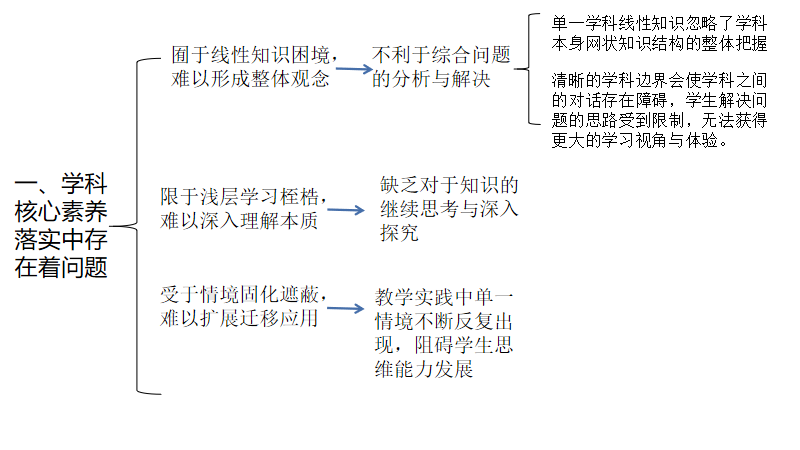 一、学科
核心素养
落实中存
在着问题
囿于线性知识困境，
难以形成整体观念
不利于综合问题
的分析与解决
单一学科线性知识忽略了学科
本身网状知识结构的整体把握
清晰的学科边界会使学科之间
的对话存在障碍，学生解决问
题的思路受到限制，无法获得
更大的学习视角与体验。
限于浅层学习桎梏，
难以深入理解本质
缺乏对于知识的
继续思考与深入
探究
受于情境固化遮蔽，
难以扩展迁移应用
教学实践中单一
情境不断反复出
现，阻碍学生思
维能力发展